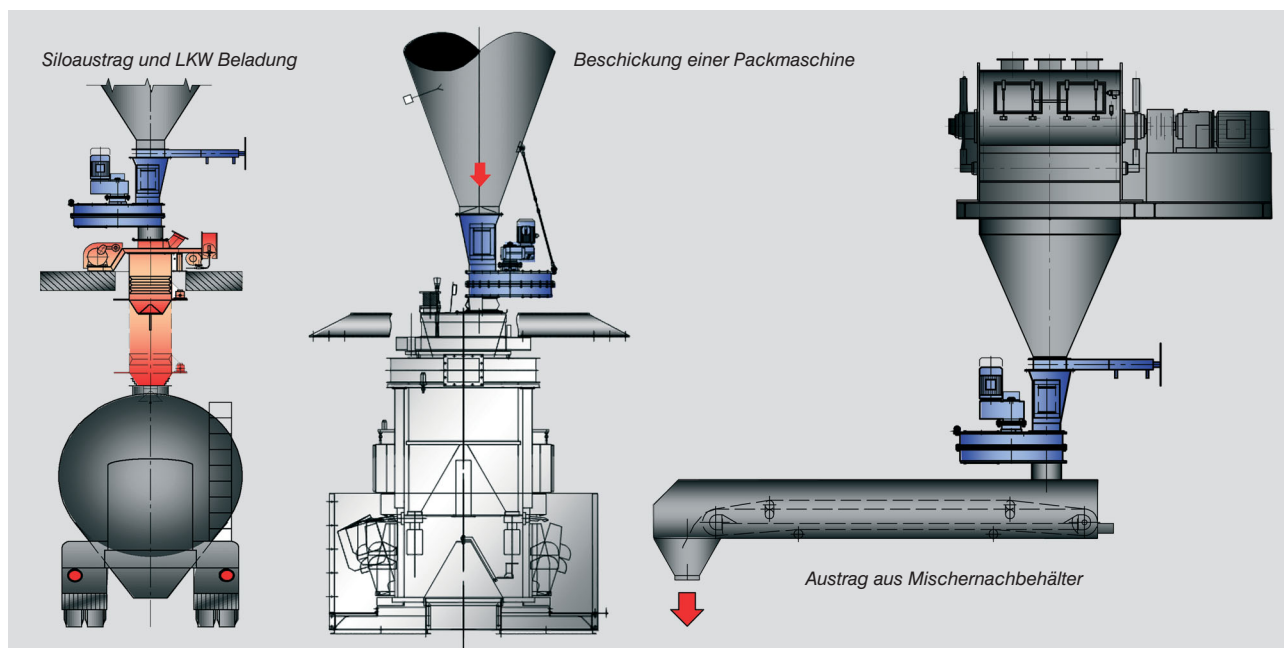 Siloaustrag und LKW Beladung
Beschickung einer Packmaschine
Austrag aus Mischernachbehälter